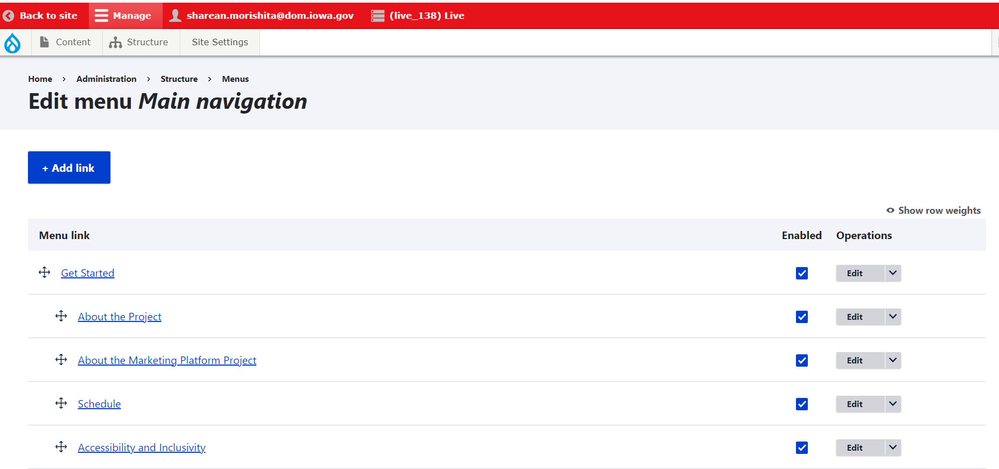 Back to site Manage sharean.morishita@dom.iowa.gov (live_138) Live
Content Structure Site Settings
Home › Administration › Structure › Menus
Edit menu Main navigation
+ Add link
Show row weights
Menu link Enabled Operations
Get Started Edit
About the Project Edit
About the Marketing Platform Project Edit
Schedule Edit
Accessibility and Inclusivity Edit